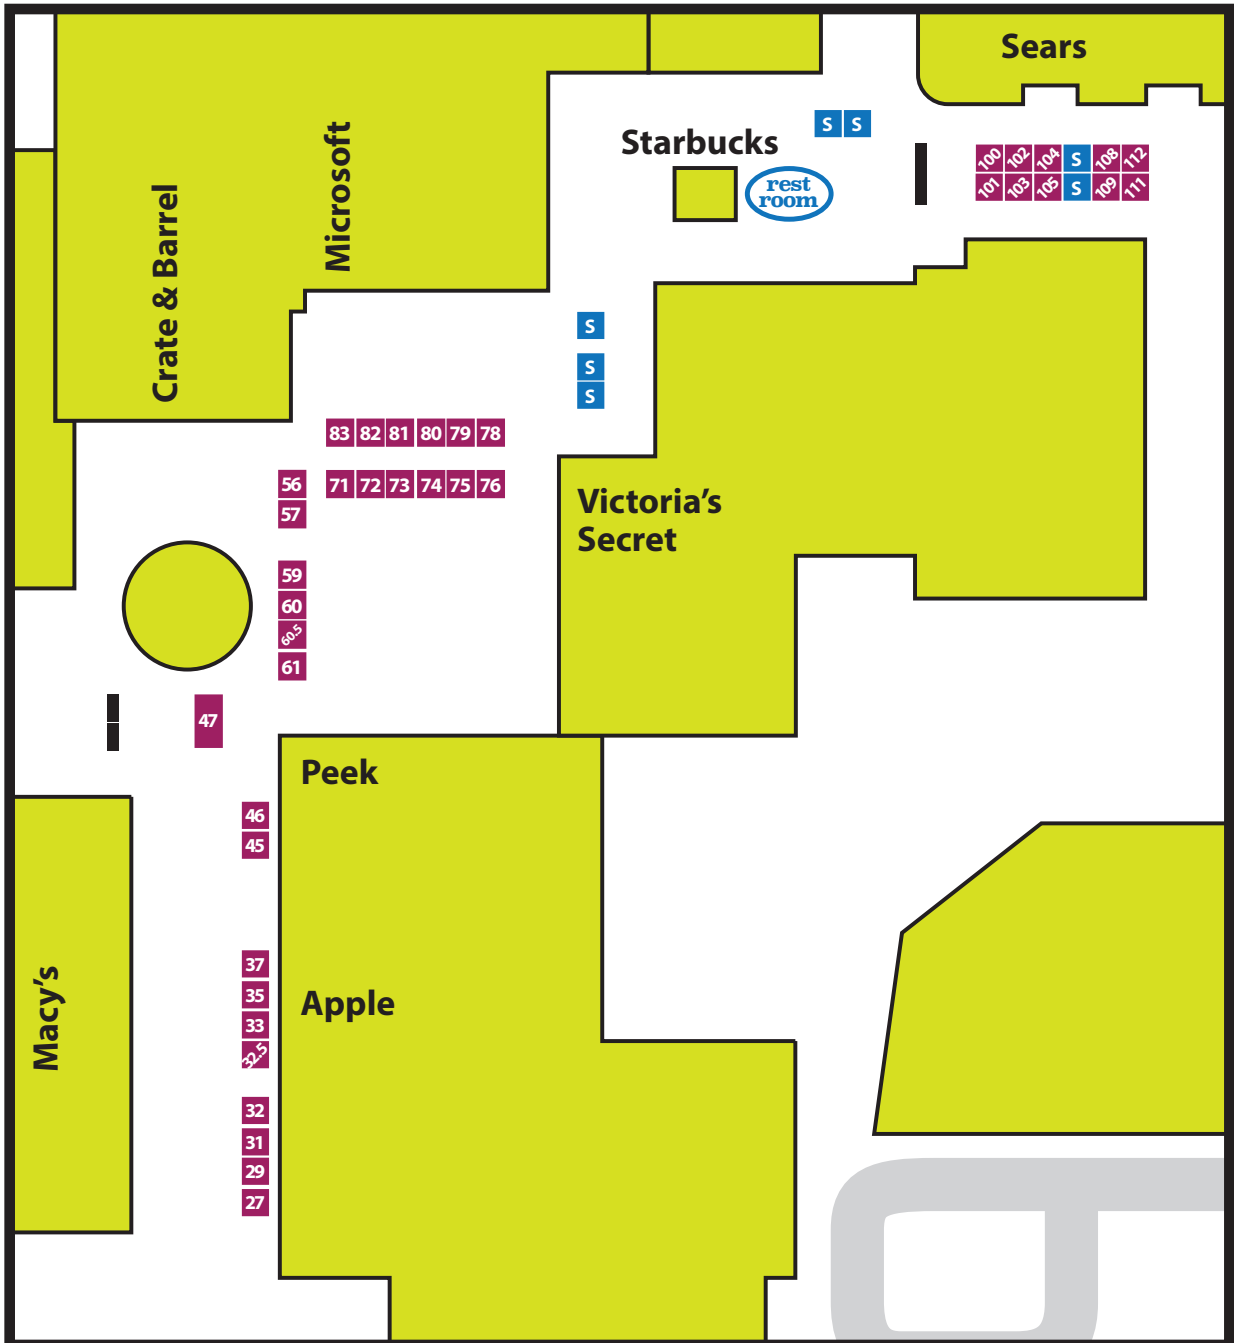 Sears
S S
Starbucks
rest
room
100 102 104 S 108 112
101 103 105 S 109 111
Microsoft
Crate & Barrel
S
S
S
83 82 81 80 79 78
71 72 73 74 75 76
56
57
Victoria's
Secret
59
60
60.5
61
47
Peek
46
45
37
35
33
32.5
Apple
Macy's
32
31
29
27